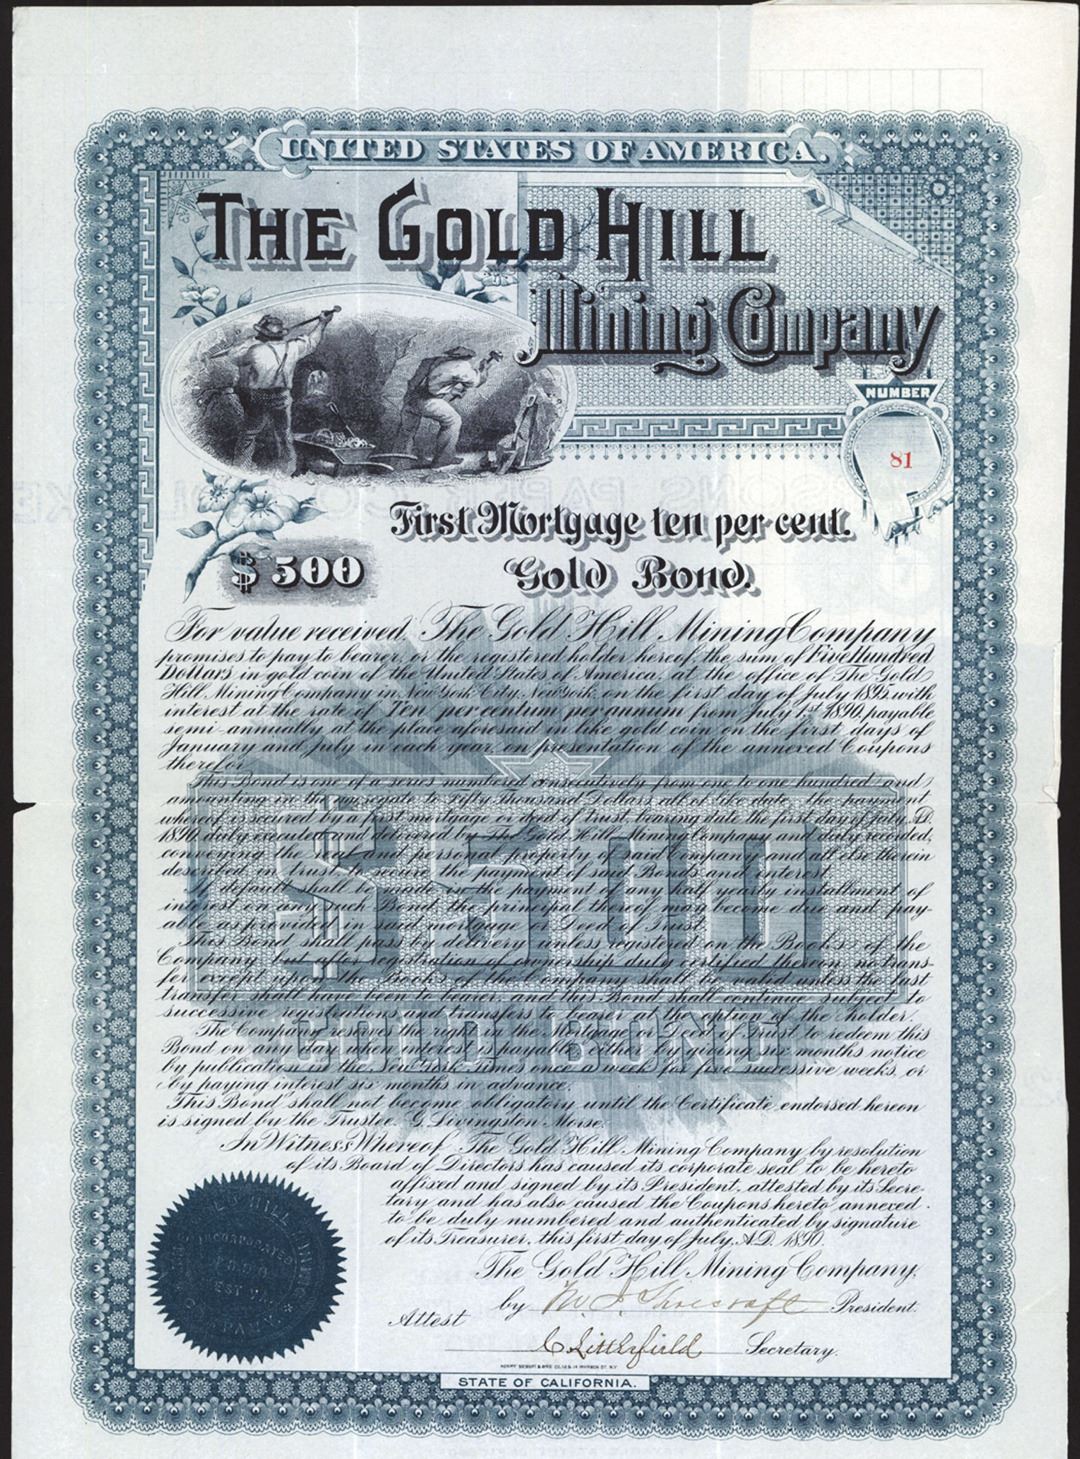 UNITED STATES OF AMERICA.
THE GOLD HILL
Mining Company
NUMBER
81
First Mortgage ten per cent.
$500
Gold Bond.
For value received, The Gold Hill Mining Company
promises to pay to bearer, or the registered holder hereof, the sum of Five Hundred
Dollars in gold coin of the United States of America, at the office of The Gold
Hill Mining Company in New York City, New York, on the first day of July 1895, with
interest at the rate of Ten per centum per annum from July 1st 1890, payable
semi-annually at the place aforesaid in like gold coin on the first days of
January and July in each year, on presentation of the annexed Coupons
therefor.
This Bond is one of a series numbered consecutively from one to one hundred and
amounting in the aggregate to Fifty Thousand Dollars, all of like date, the payment
whereof is secured by a first mortgage or deed of trust, bearing date the first day of July A.D.
1890, duly executed and delivered by The Gold Hill Mining Company and duly recorded,
conveying the real and personal property of said Company and all else therein
described in trust, to secure the payment of said Bonds and interest.
If default shall be made in the payment of any half yearly installment of
interest on any such Bond, the principal thereof may become due and pay-
able as provided in said mortgage or Deed of Trust.
This Bond shall pass by delivery unless registered on the Books of the
Company, but after registration of ownership duly certified thereon, no trans-
fer except upon the Books of the Company shall be valid unless the last
transfer shall have been to bearer, and this Bond shall continue subject to
successive registrations and transfers to bearer at the option of the holder.
The Company reserves the right, in the Mortgage or Deed of Trust, to redeem this
Bond on any day when interest is payable, either by giving six months notice
by publication in the New York Times once a week for five successive weeks, or
by paying interest six months in advance.
This Bond shall not become obligatory until the Certificate endorsed hereon
is signed by the Trustee, G. Livingston Morse.
$500
GOLD BOND
In Witness Whereof, The Gold Hill Mining Company by resolution
of its Board of Directors has caused its corporate seal to be hereto
affixed and signed by its President, attested by its Secre-
tary and has also caused the Coupons hereto annexed
to be duly numbered and authenticated by signature
of its Treasurer, this first day of July, A.D. 1890.
The Gold Hill Mining Company,
by President.
Attest
C Litterfield Secretary.
STATE OF CALIFORNIA.